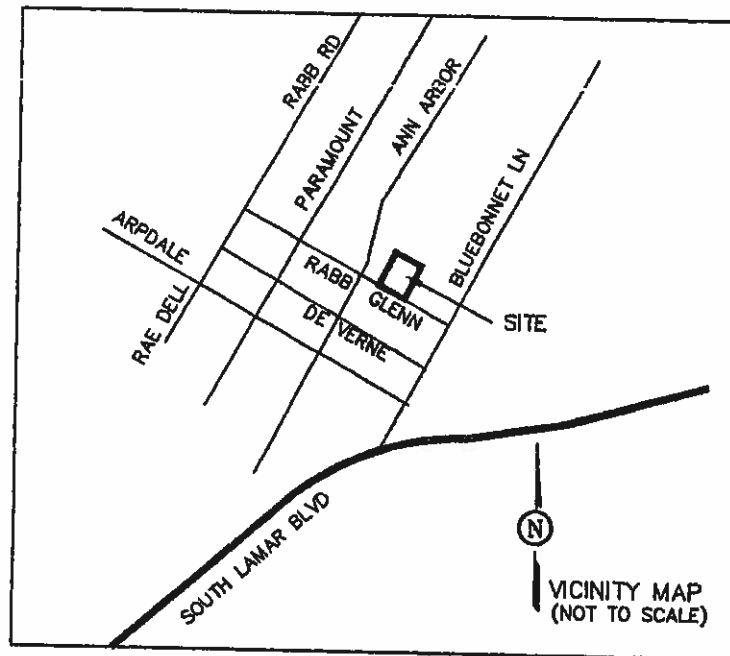 RABB RD
PARAMOUNT
ANN ARBOR
BLUEBONNET LN
ARPDALE
RABB
GLENN
RAE DELL
DE VERNE
SITE
SOUTH LAMAR BLVD
N
VICINITY MAP
(NOT TO SCALE)